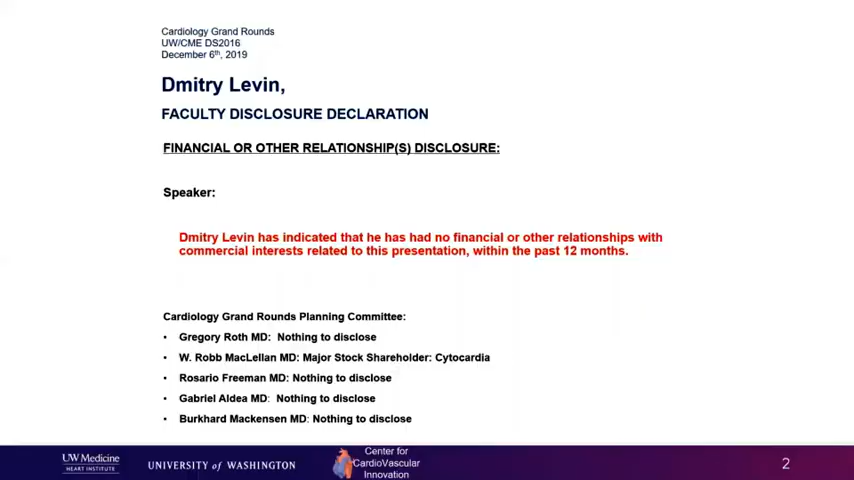 Cardiology Grand Rounds
UW/CME DS2016
December 6th, 2019
Dmitry Levin,
FACULTY DISCLOSURE DECLARATION
FINANCIAL OR OTHER RELATIONSHIP(S) DISCLOSURE:
Speaker:
Dmitry Levin has indicated that he has had no financial or other relationships with
commercial interests related to this presentation, within the past 12 months.
Cardiology Grand Rounds Planning Committee:
• Gregory Roth MD: Nothing to disclose
• W. Robb MacLellan MD: Major Stock Shareholder: Cytocardia
• Rosario Freeman MD: Nothing to disclose
• Gabriel Aldea MD: Nothing to disclose
• Burkhard Mackensen MD: Nothing to disclose
UW Medicine
HEART INSTITUTE
UNIVERSITY of WASHINGTON
Center for
CardioVascular
Innovation
2